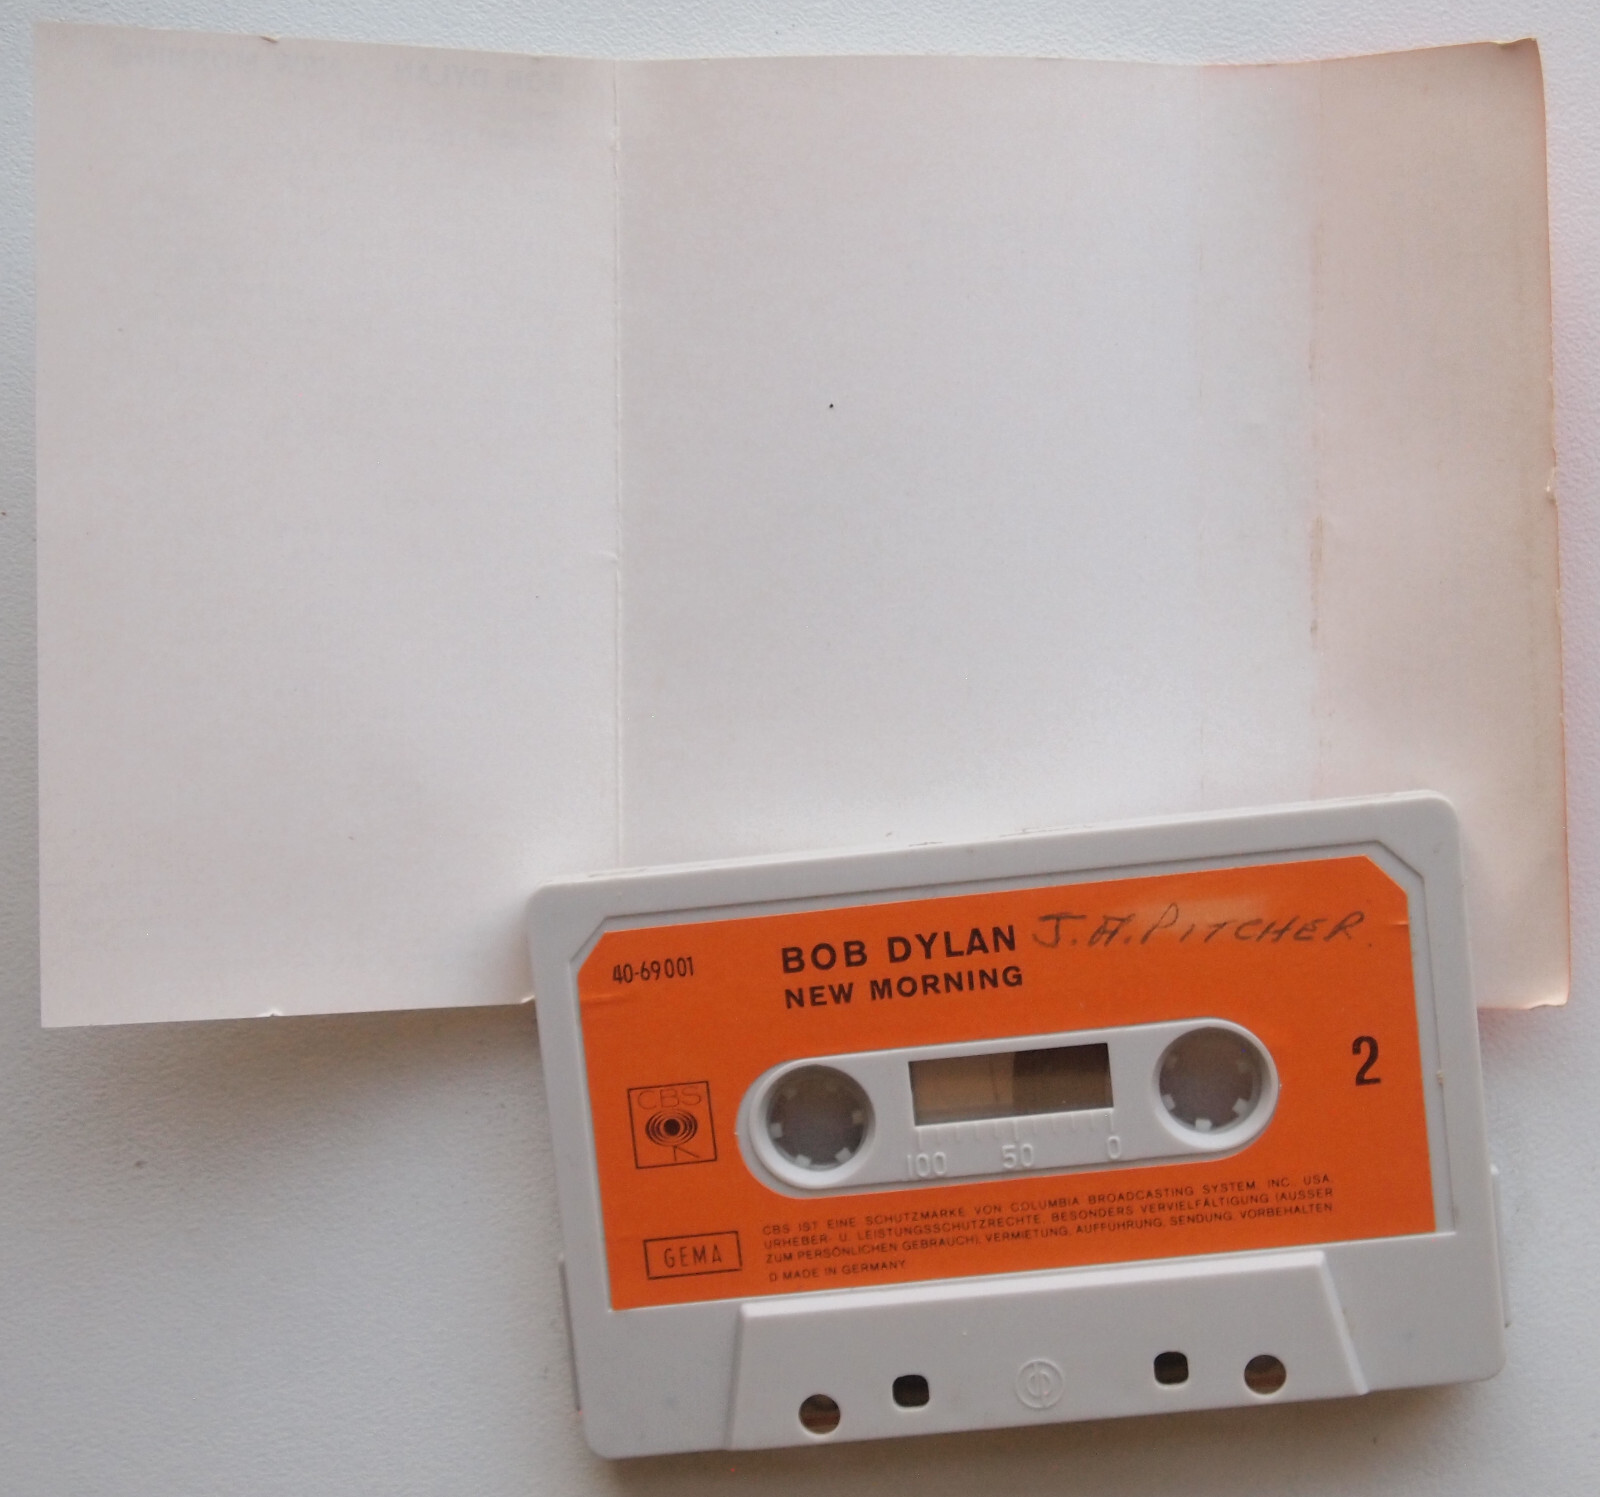 BOB DYLAN J. A. PITCHER.
40-69001
NEW MORNING
2
CBS
100 50 0
CBS IST EINE SCHUTZMARKE VON COLUMBIA BROADCASTING SYSTEM, INC., USA.
URHEBER- U. LEISTUNGSSCHUTZRECHTE, BESONDERS VERVIELFÄLTIGUNG (AUSSER
ZUM PERSÖNLICHEN GEBRAUCH), VERMIETUNG, AUFFÜHRUNG, SENDUNG, VORBEHALTEN
GEMA
D MADE IN GERMANY